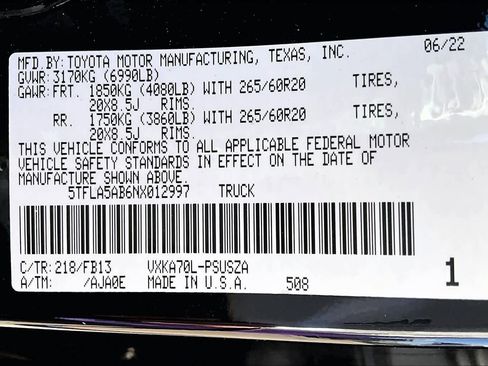 MFD.BY: TOYOTA MOTOR MANUFACTURING, TEXAS, INC. 06/22
GVWR: 3170KG (6990LB)
GAWR: FRT. 1850KG (4080LB) WITH 265/60R20 TIRES,
20X8.5J RIMS.
RR. 1750KG (3860LB) WITH 265/60R20 TIRES,
20X8.5J RIMS.
THIS VEHICLE CONFORMS TO ALL APPLICABLE FEDERAL MOTOR
VEHICLE SAFETY STANDARDS IN EFFECT ON THE DATE OF
MANUFACTURE SHOWN ABOVE.
5TFLA5AB6NX012997 TRUCK
C/TR: 218/FB13 VXKA70L-PSUSZA
A/TM: /AJA0E MADE IN U.S.A. 508 1